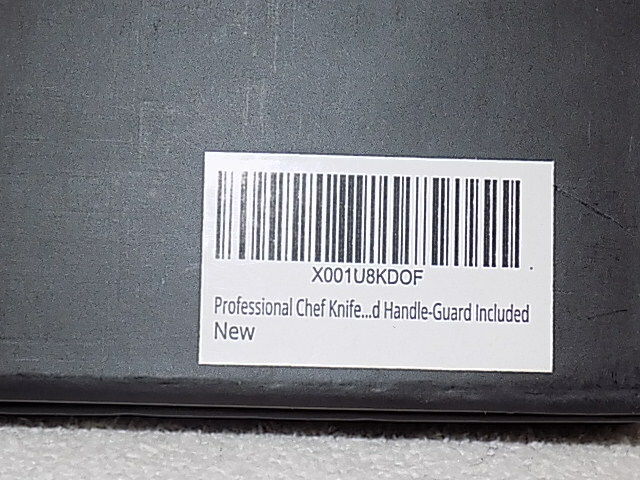 X001U8KDOF
Professional Chef Knife...d Handle-Guard Included
New